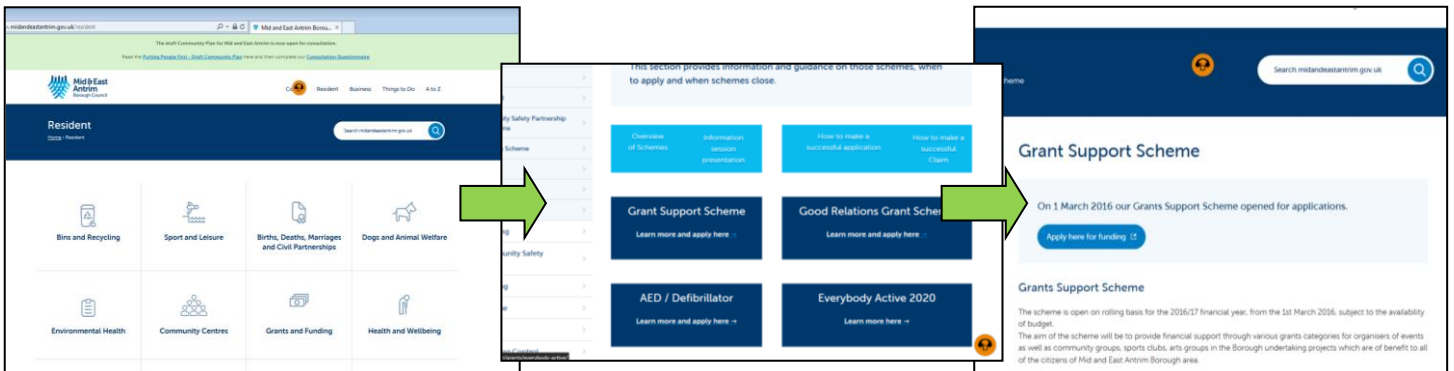 midandeastantrim.gov.uk/resident
Mid and East Antrim Borou...
The draft Community Plan for Mid and East Antrim is now open for consultation.
Read the Putting People First - Draft Community Plan here and then complete our Consultation Questionnaire
Mid & East
Antrim
Borough Council
Resident
Business
Things to Do
A to Z
Resident
Home › Resident
Search midandeastantrim.gov.uk
Bins and Recycling
Sport and Leisure
Births, Deaths, Marriages
and Civil Partnerships
Dogs and Animal Welfare
Environmental Health
Community Centres
Grants and Funding
Health and Wellbeing
This section provides information and guidance on those schemes, when
to apply and when schemes close.
ty Safety Partnership
Scheme
unity Safety
Overview
of Schemes
Information
session
presentation
How to make a
successful application
How to make a
successful
Claim
Grant Support Scheme
Learn more and apply here →
Good Relations Grant Schem
Learn more and apply here →
AED / Defibrillator
Learn more and apply here →
Everybody Active 2020
Learn more here →
heme
Search midandeastantrim.gov.uk
Grant Support Scheme
On 1 March 2016 our Grants Support Scheme opened for applications.
Apply here for funding
Grants Support Scheme
The scheme is open on rolling basis for the 2016/17 financial year, from the 1st March 2016, subject to the availability
of budget.
The aim of the scheme will be to provide financial support through various grants categories for organisers of events
as well as community groups, sports clubs, arts groups in the Borough undertaking projects which are of benefit to all
of the citizens of Mid and East Antrim Borough area.